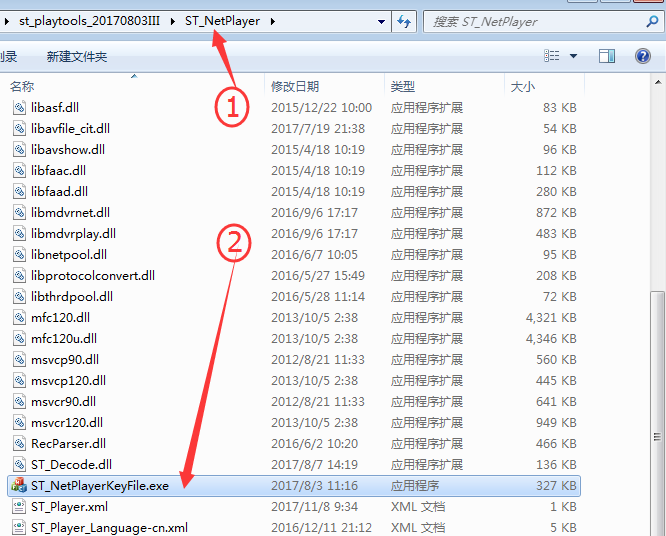 st_playtools_20170803III ST_NetPlayer 搜索 ST_NetPlayer
录 新建文件夹
名称 修改日期 类型 大小
①
libasf.dll 2015/12/22 10:00 应用程序扩展 83 KB
libavfile_cit.dll 2017/7/19 21:38 应用程序扩展 54 KB
libavshow.dll 2015/4/18 10:19 应用程序扩展 96 KB
libfaac.dll 2015/4/18 10:19 应用程序扩展 112 KB
libfaad.dll 2015/4/18 10:19 应用程序扩展 280 KB
libmdvrnet.dll 2016/9/6 17:17 应用程序扩展 872 KB
libmdvrplay.dll 2016/9/6 17:17 应用程序扩展 483 KB
②
libnetpool.dll 2016/6/7 10:05 应用程序扩展 95 KB
libprotocolconvert.dll 2016/5/27 15:49 应用程序扩展 208 KB
libthrdpool.dll 2016/5/28 11:14 应用程序扩展 72 KB
mfc120.dll 2013/10/5 2:38 应用程序扩展 4,321 KB
mfc120u.dll 2013/10/5 2:38 应用程序扩展 4,346 KB
msvcp90.dll 2012/8/21 11:33 应用程序扩展 560 KB
msvcp120.dll 2013/10/5 2:38 应用程序扩展 445 KB
msvcr90.dll 2012/8/21 11:33 应用程序扩展 641 KB
msvcr120.dll 2013/10/5 2:38 应用程序扩展 949 KB
RecParser.dll 2016/6/2 10:20 应用程序扩展 466 KB
ST_Decode.dll 2017/8/7 14:19 应用程序扩展 136 KB
ST_NetPlayerKeyFile.exe 2017/8/3 11:16 应用程序 327 KB
ST_Player.xml 2017/11/8 9:34 XML 文档 1 KB
ST_Player_Language-cn.xml 2016/12/11 21:12 XML 文档 5 KB